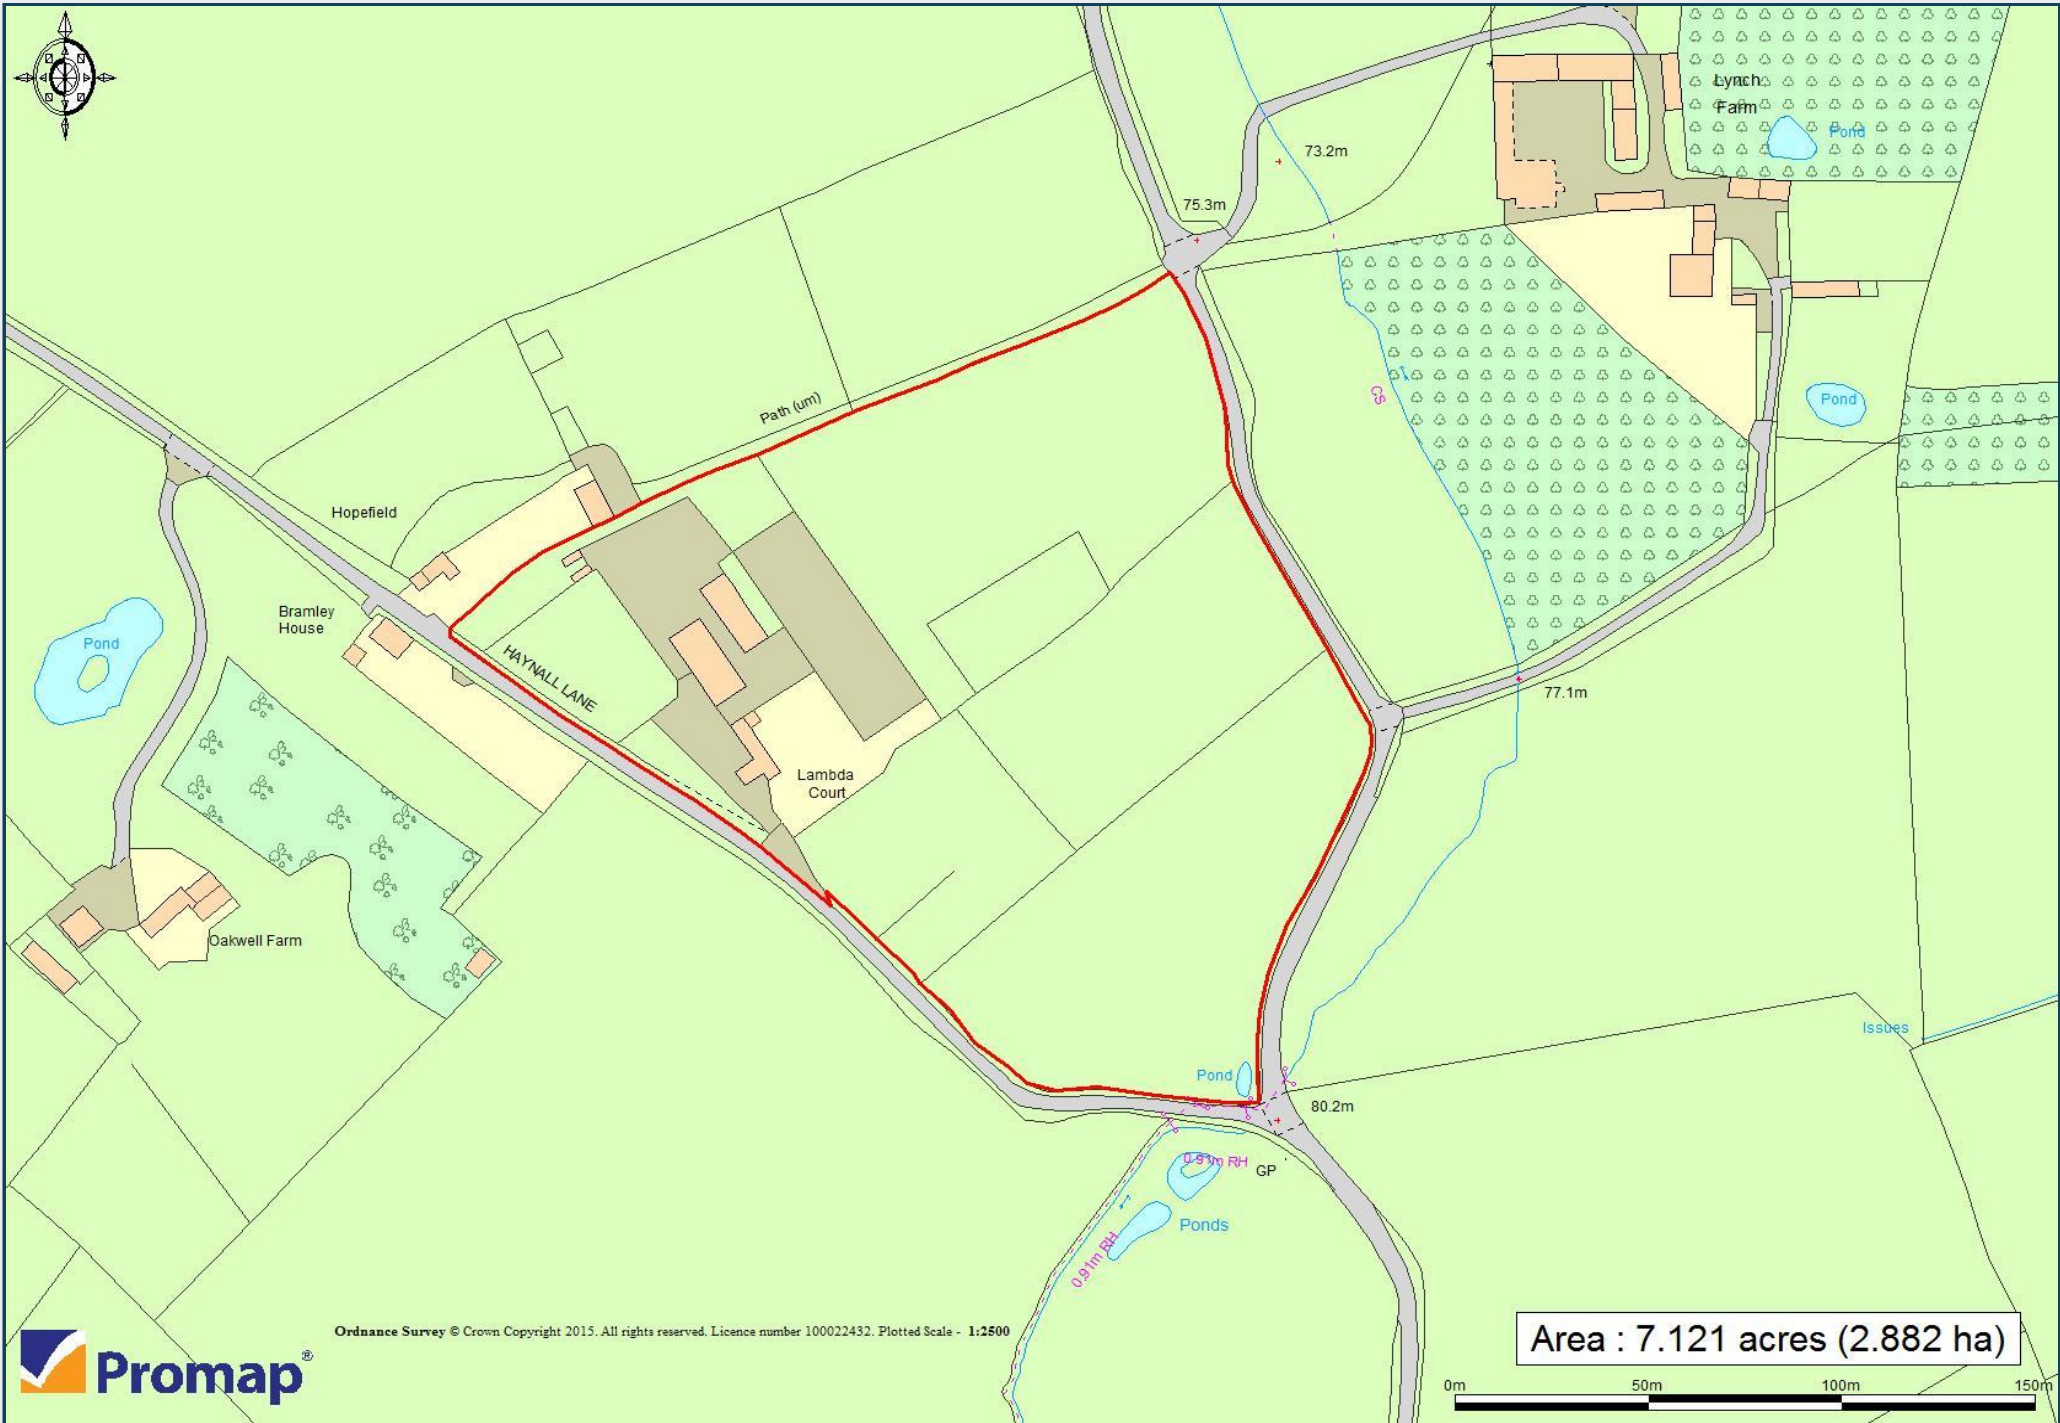 Lynch
Farm
Pond
73.2m
75.3m
CS
Pond
Path (um)
Hopefield
Bramley
House
HAYNALL LANE
Pond
77.1m
Lambda
Court
Oakwell Farm
Issues
Pond
80.2m
0.91m RH
GP
Ponds
0.91m RH
Ordnance Survey © Crown Copyright 2015. All rights reserved. Licence number 100022432. Plotted Scale - 1:2500
Promap®
Area : 7.121 acres (2.882 ha)
0m 50m 100m 150m